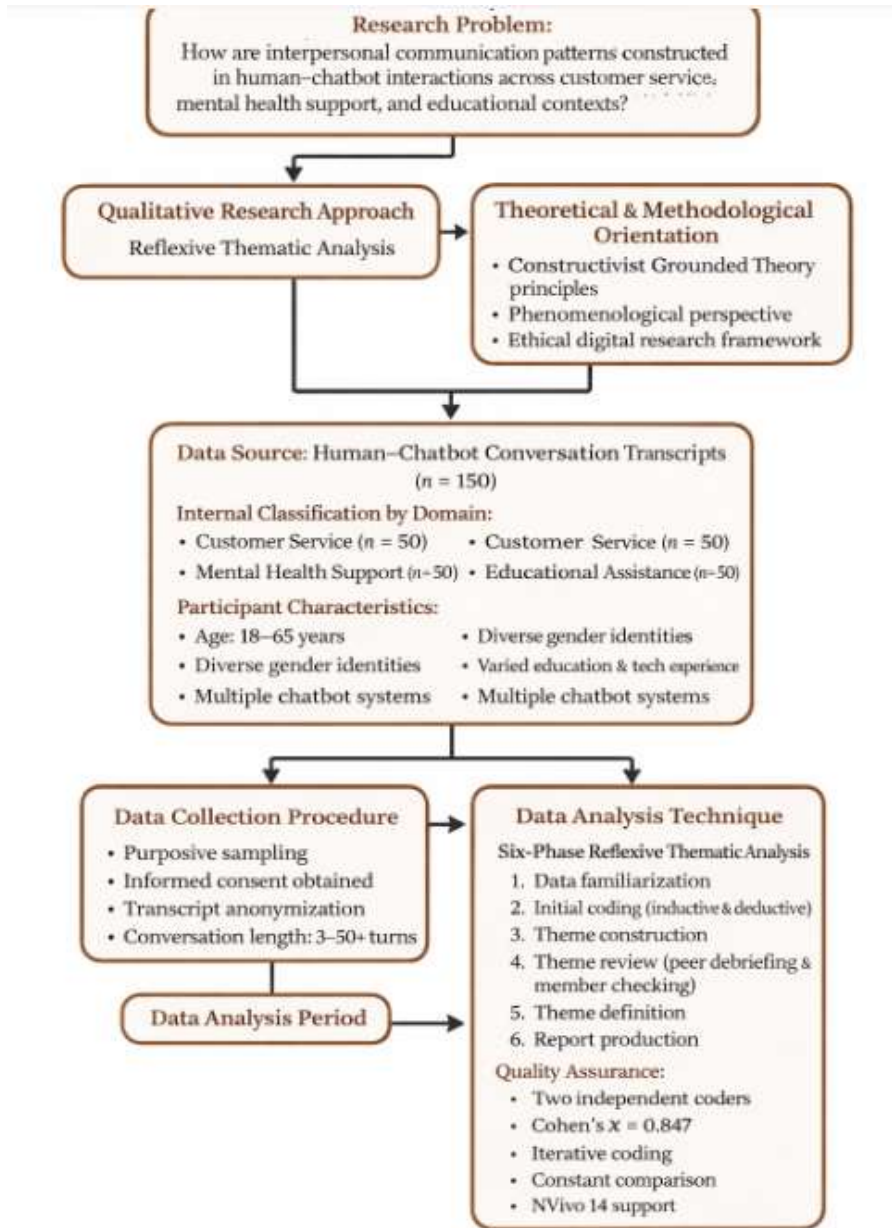 Research Problem:
How are interpersonal communication patterns constructed
in human–chatbot interactions across customer service,
mental health support, and educational contexts?
Qualitative Research Approach
Reflexive Thematic Analysis
Theoretical & Methodological
Orientation
• Constructivist Grounded Theory
principles
• Phenomenological perspective
• Ethical digital research framework
Data Source: Human–Chatbot Conversation Transcripts
(n = 150)
Internal Classification by Domain:
• Customer Service (n = 50) • Customer Service (n = 50)
• Mental Health Support (n=50) • Educational Assistance (n=50)
Participant Characteristics:
• Age: 18–65 years • Diverse gender identities
• Diverse gender identities • Varied education & tech experience
• Multiple chatbot systems • Multiple chatbot systems
Data Collection Procedure
• Purposive sampling
• Informed consent obtained
• Transcript anonymization
• Conversation length: 3–50+ turns
Data Analysis Period
Data Analysis Technique
Six-Phase Reflexive Thematic Analysis
1. Data familiarization
2. Initial coding (inductive & deductive)
3. Theme construction
4. Theme review (peer debriefing &
member checking)
5. Theme definition
6. Report production
Quality Assurance:
• Two independent coders
• Cohen's x = 0.847
• Iterative coding
• Constant comparison
• NVivo 14 support